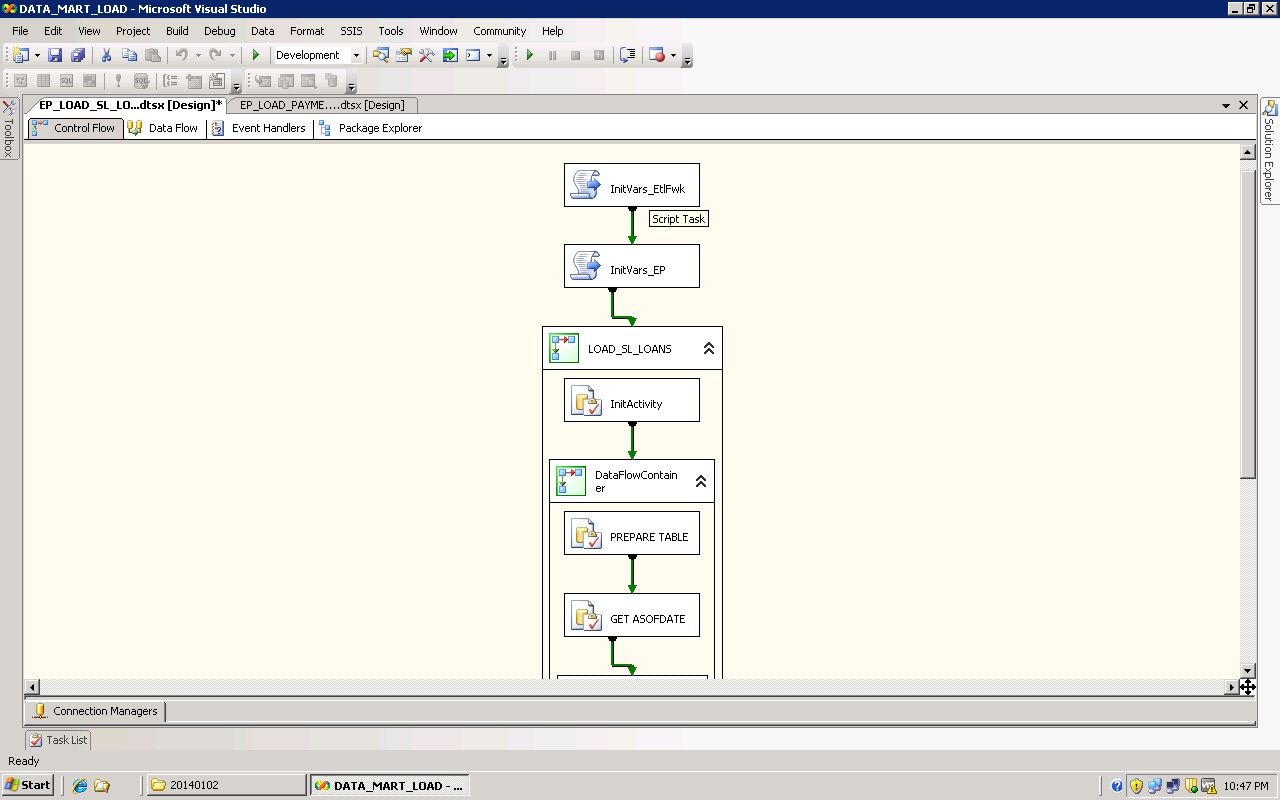 DATA_MART_LOAD - Microsoft Visual Studio
File Edit View Project Build Debug Data Format SSIS Tools Window Community Help
Development
EP_LOAD_SL_LO...dtsx [Design]* EP_LOAD_PAYME....dtsx [Design]
Control Flow Data Flow Event Handlers Package Explorer
Toolbox
Solution Explorer
InitVars_EtlFwk
Script Task
InitVars_EP
LOAD_SL_LOANS
InitActivity
DataFlowContain
er
PREPARE TABLE
GET ASOFDATE
Connection Managers
Task List
Ready
Start 20140102 DATA_MART_LOAD - ... 10:47 PM